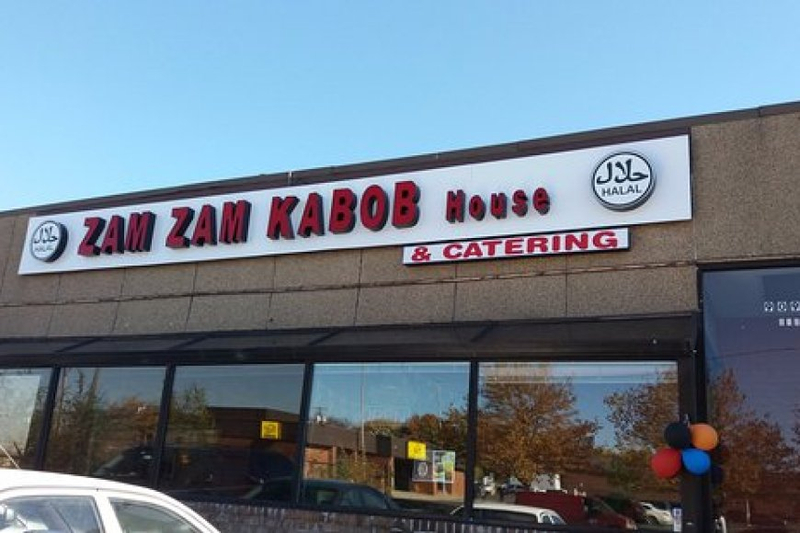 حلال
HALAL
ZAM ZAM KABOB House
حلال
HALAL
& CATERING